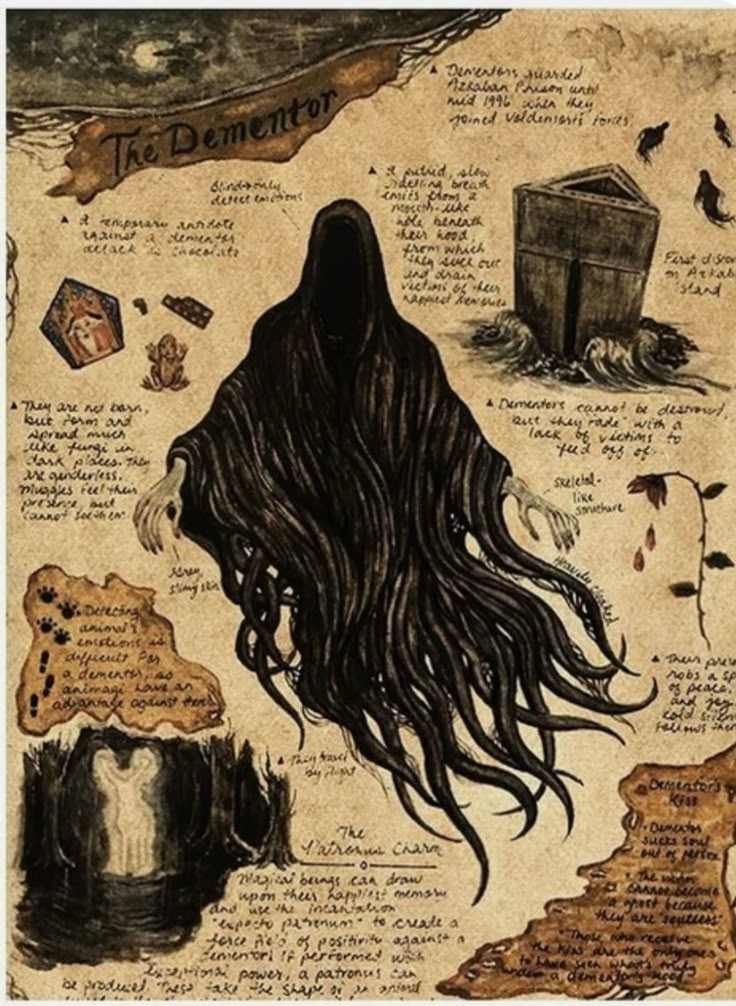 The Dementor
▲ Dementors guarded
Azkaban Prison until
mid 1996 when they
joined Voldemort's forces.
Blind → only
detect emotions
▲ A temporary antidote
against a dementor
attack is chocolate
▲ A putrid, slow
rattling breath
emits from a
mouth-like
hole beneath
their hood
from which
they suck out
and drain
victims of their
happiest memories
First discov
on Azkab
island
▲ They are not born,
but form and
spread much
like fungi in
dark places. They
are genderless.
Muggles feel their
presence but
cannot see them
▲ Dementors cannot be destroyed,
but they "fade" with a
lack of victims to
feed off of...
skeletal-
like
structure
Grey,
slimy skin
Heavily cloaked
Detecting
animal's
emotions is
difficult for
a dementor, so
animagi have an
advantage against them
▲ Their prese
robs a sp
of peace,
and joy.
cold silen
follows them
▲ They travel
by flight
The
Patronus Charm
Magical beings can draw
upon their happiest memory
and use the incantation
"expecto patronum" to create a
force field of positivity against a
dementor. If performed with
exceptional power, a patronus can
be produced. These take the shape of an animal
Dementor's
Kiss
· Dementor
sucks soul
out of person
· The victim
cannot become
a ghost because
they are "soulless"
"Those who receive
the kiss are the only ones
to have seen what's truly
under a dementor's hood"